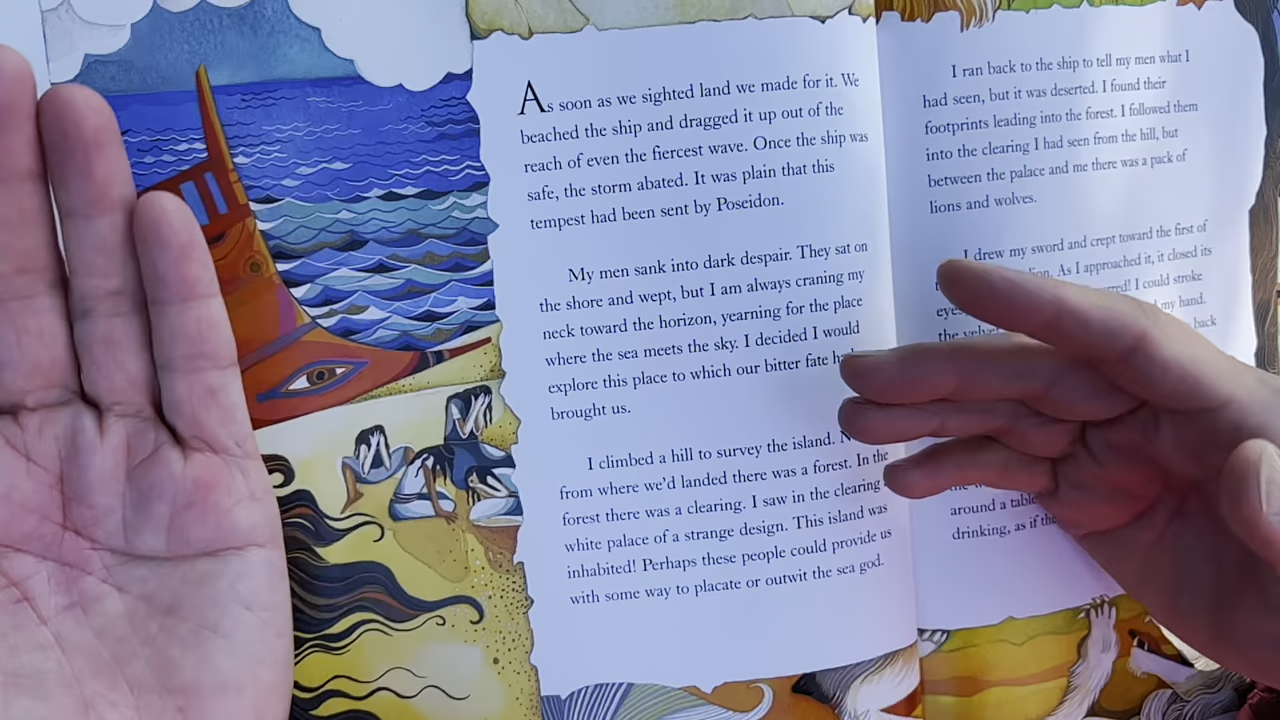 As soon as we sighted land we made for it. We
beached the ship and dragged it up out of the
reach of even the fiercest wave. Once the ship was
safe, the storm abated. It was plain that this
tempest had been sent by Poseidon.
My men sank into dark despair. They sat on
the shore and wept, but I am always craning my
neck toward the horizon, yearning for the place
where the sea meets the sky. I decided I would
explore this place to which our bitter fate
brought us.
I climbed a hill to survey the island.
from where we'd landed there was a forest. In the
forest there was a clearing. I saw in the clearing
white palace of a strange design. This island was
inhabited! Perhaps these people could provide us
with some way to placate or outwit the sea god.
I ran back to the ship to tell my men what I
had seen, but it was deserted. I found their
footprints leading into the forest. I followed them
into the clearing I had seen from the hill, but
between the palace and me there was a pack of
lions and wolves.
I drew my sword and crept toward the first of
As I approached it, it closed its
I could stroke
the my hand.
back
around a table
drinking, as if